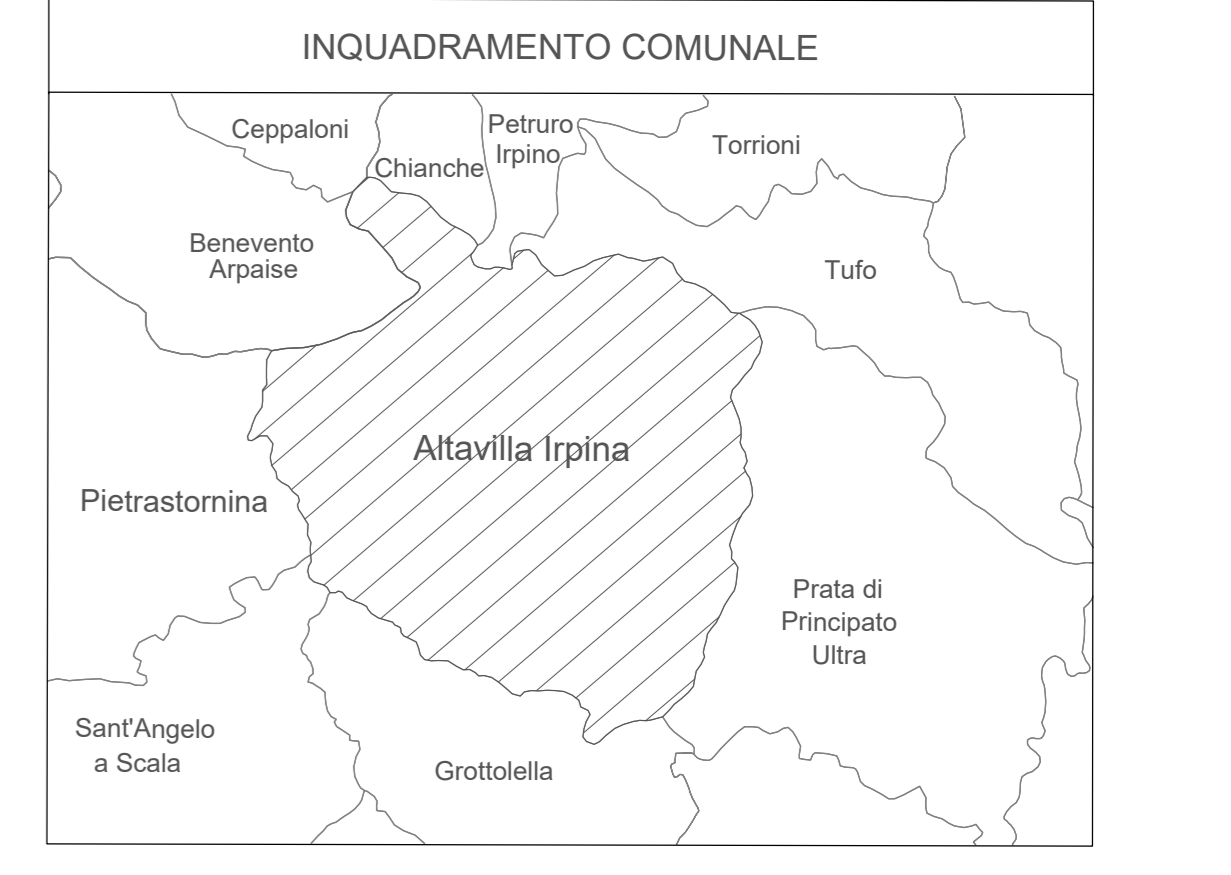 INQUADRAMENTO COMUNALE
Ceppaloni
Chianche
Petruro
Irpino
Torrioni
Benevento
Arpaise
Tufo
Altavilla Irpina
Pietrastornina
Prata di
Principato
Ultra
Sant'Angelo
a Scala
Grottolella